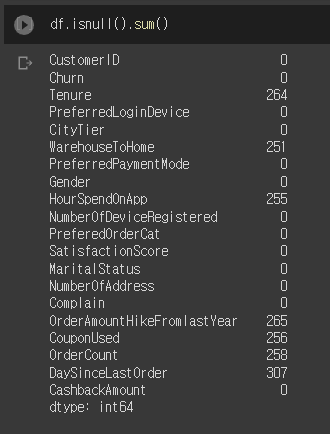 df.isnull().sum()
CustomerID 0
Churn 0
Tenure 264
PreferredLoginDevice 0
CityTier 0
WarehouseToHome 251
PreferredPaymentMode 0
Gender 0
HourSpendOnApp 255
NumberOfDeviceRegistered 0
PreferedOrderCat 0
SatisfactionScore 0
MaritalStatus 0
NumberOfAddress 0
Complain 0
OrderAmountHikeFromlastYear 265
CouponUsed 256
OrderCount 258
DaySinceLastOrder 307
CashbackAmount 0
dtype: int64